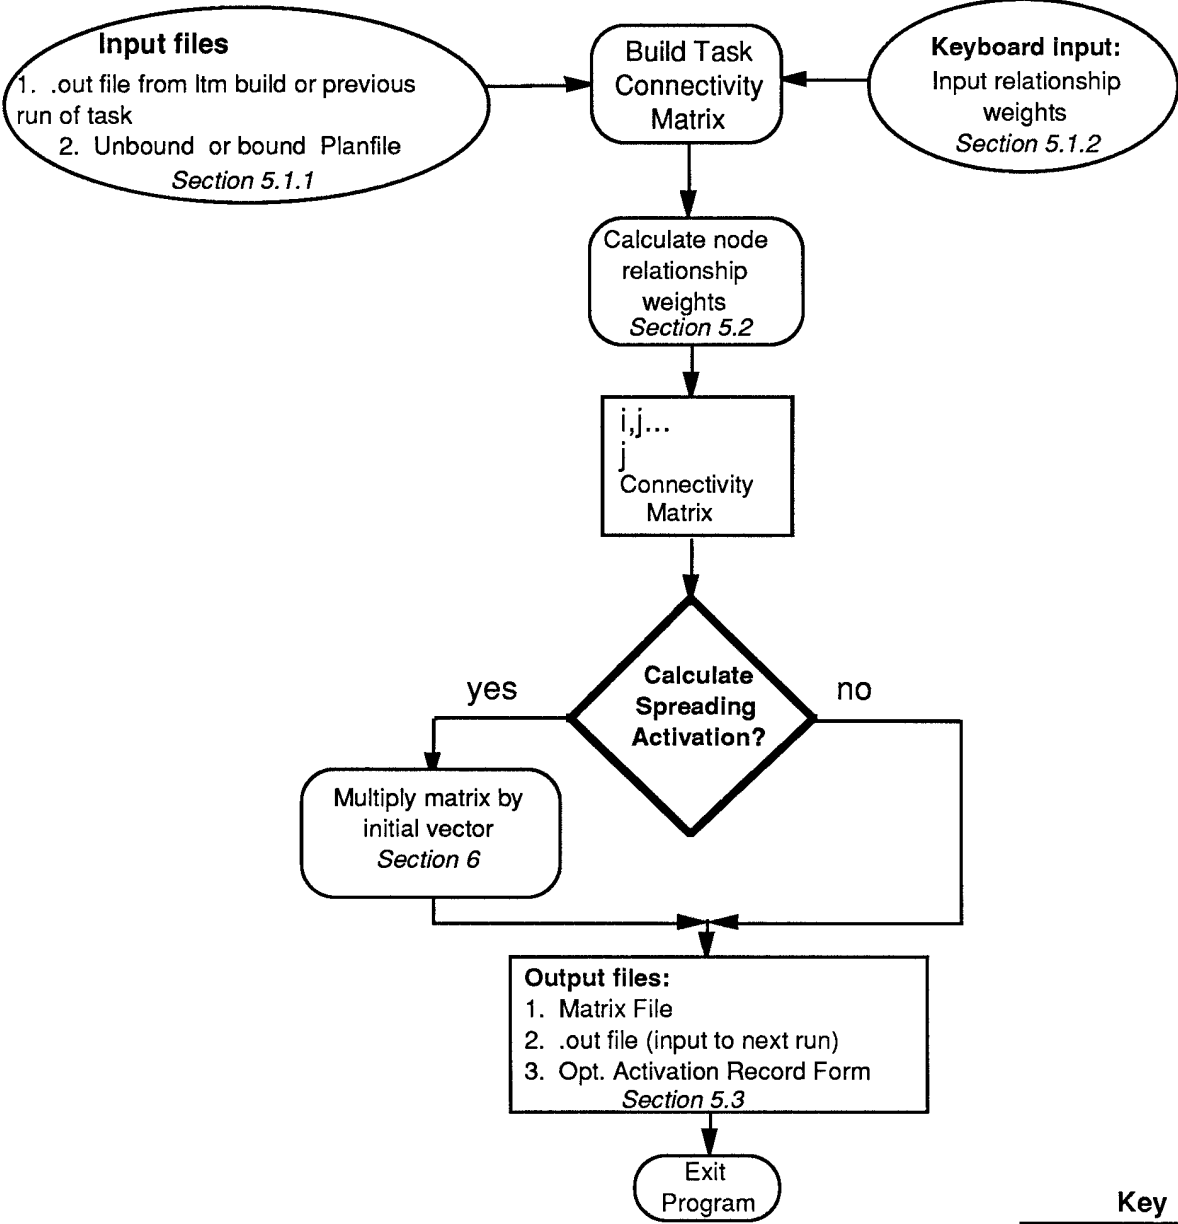 Input files
1. .out file from ltm build or previous
run of task
2. Unbound or bound Planfile
Section 5.1.1
Build Task
Connectivity
Matrix
Keyboard input:
Input relationship
weights
Section 5.1.2
Calculate node
relationship
weights
Section 5.2
i,j...
j
Connectivity
Matrix
Calculate
Spreading
Activation?
yes
no
Multiply matrix by
initial vector
Section 6
Output files:
1. Matrix File
2. .out file (input to next run)
3. Opt. Activation Record Form
Section 5.3
Exit
Program
Key